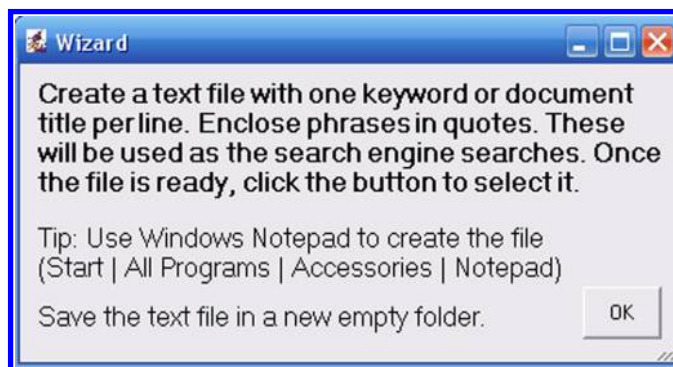 Wizard
Create a text file with one keyword or document
title per line. Enclose phrases in quotes. These
will be used as the search engine searches. Once
the file is ready, click the button to select it.
Tip: Use Windows Notepad to create the file
(Start | All Programs | Accessories | Notepad)
Save the text file in a new empty folder.
OK